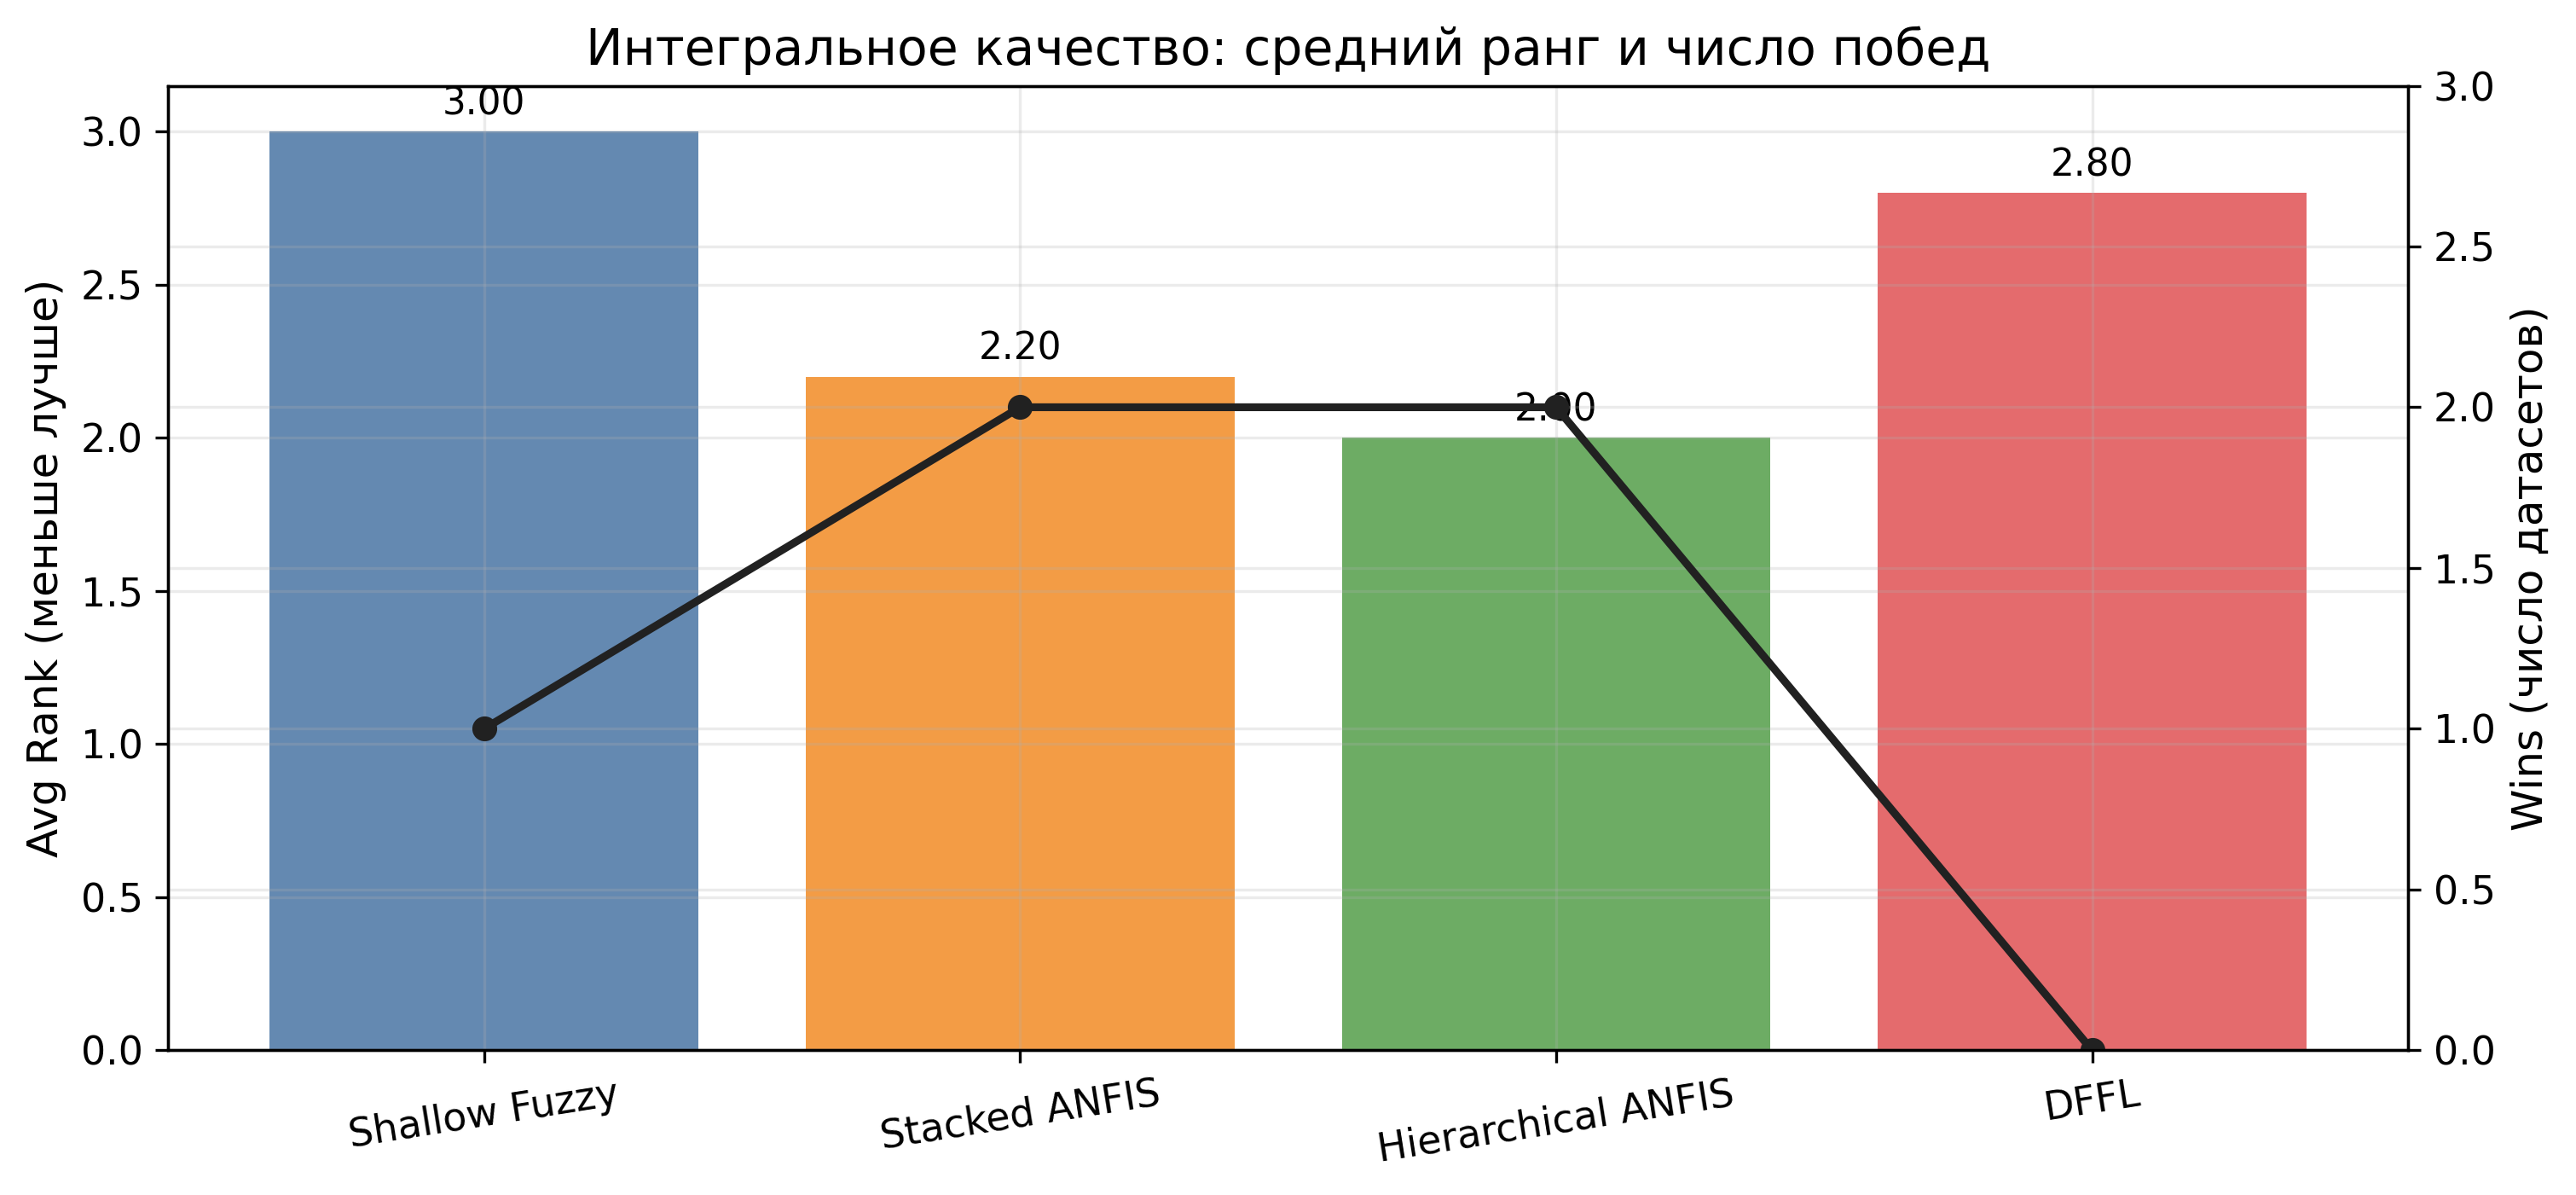 Интегральное качество: средний ранг и число побед
Avg Rank (меньше лучше)
3.0
2.5
2.0
1.5
1.0
0.5
0.0
3.00
2.20
2.00
2.80
3.0
2.5
2.0
1.5
1.0
0.5
0.0
Wins (число датасетов)
Shallow Fuzzy
Stacked ANFIS
Hierarchical ANFIS
DFFL